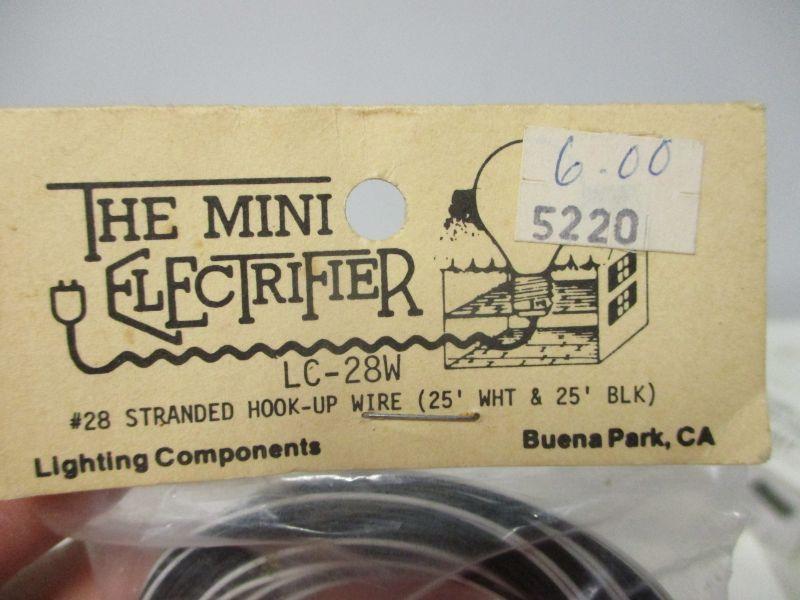 6.00
5220
THE MINI
ELECTRIFIER
LC-28W
#28 STRANDED HOOK-UP WIRE (25' WHT & 25' BLK)
Lighting Components
Buena Park, CA